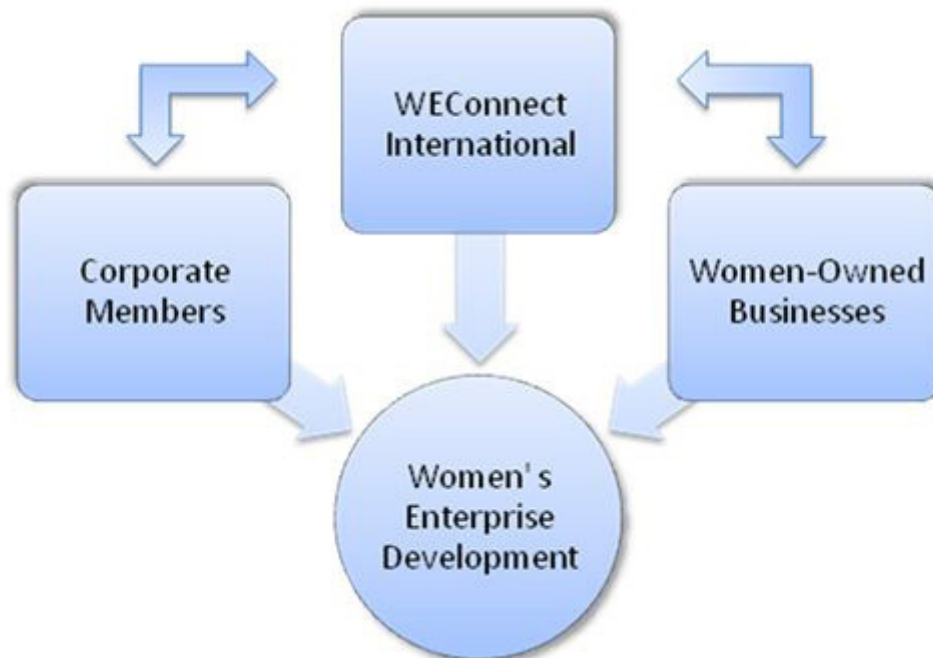 WEConnect
International
Corporate
Members
Women-Owned
Businesses
Women's
Enterprise
Development